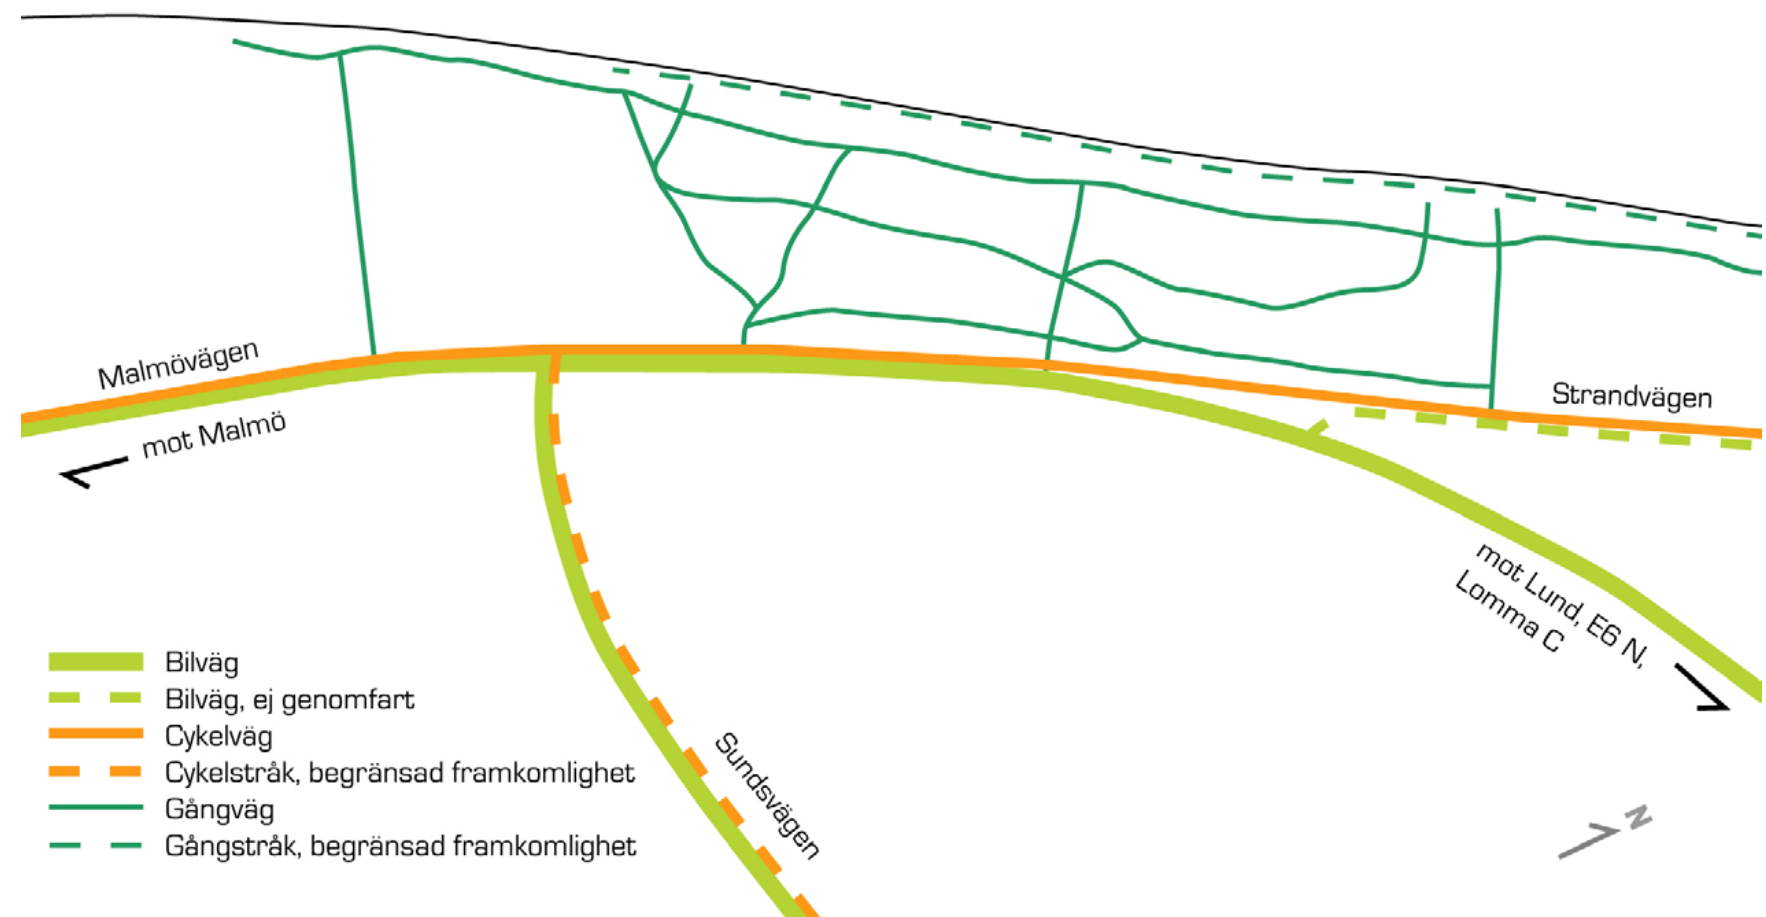 Malmövägen
mot Malmö
Strandvägen
mot Lund, E6 N,
Lomma C
Sundsvägen
Bilväg
Bilväg, ej genomfart
Cykelväg
Cykelstråk, begränsad framkomlighet
Gångväg
Gångstråk, begränsad framkomlighet
N